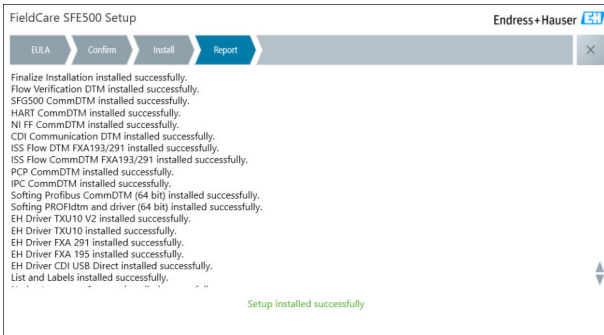 FieldCare SFE500 Setup
Endress+Hauser EH
EULA
Confirm
Install
Report
Finalize Installation installed successfully.
Flow Verification DTM installed successfully.
SFG500 CommDTM installed successfully.
HART CommDTM installed successfully.
NI FF CommDTM installed successfully.
CDI Communication DTM installed successfully.
ISS Flow DTM FXA193/291 installed successfully.
ISS Flow CommDTM FXA193/291 installed successfully.
PCP CommDTM installed successfully.
IPC CommDTM installed successfully.
Softing Profibus CommDTM (64 bit) installed successfully.
Softing PROFIdtm and driver (64 bit) installed successfully.
EH Driver TXU10 V2 installed successfully.
EH Driver TXU10 installed successfully.
EH Driver FXA 291 installed successfully.
EH Driver FXA 195 installed successfully.
EH Driver CDI USB Direct installed successfully.
List and Labels installed successfully.
Setup installed successfully